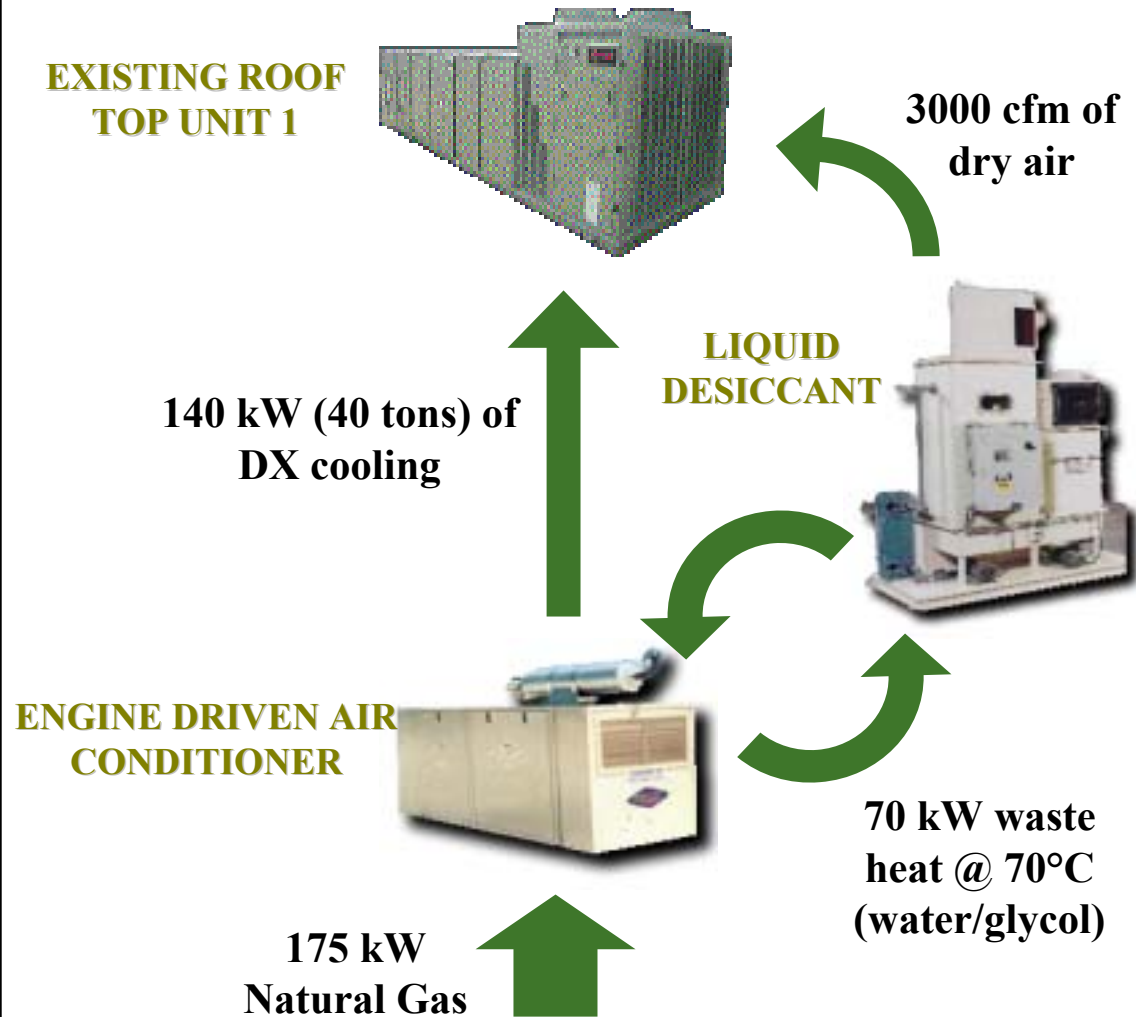 EXISTING ROOF
TOP UNIT 1
3000 cfm of
dry air
LIQUID
DESICCANT
140 kW (40 tons) of
DX cooling
ENGINE DRIVEN AIR
CONDITIONER
70 kW waste
heat @ 70°C
(water/glycol)
175 kW
Natural Gas